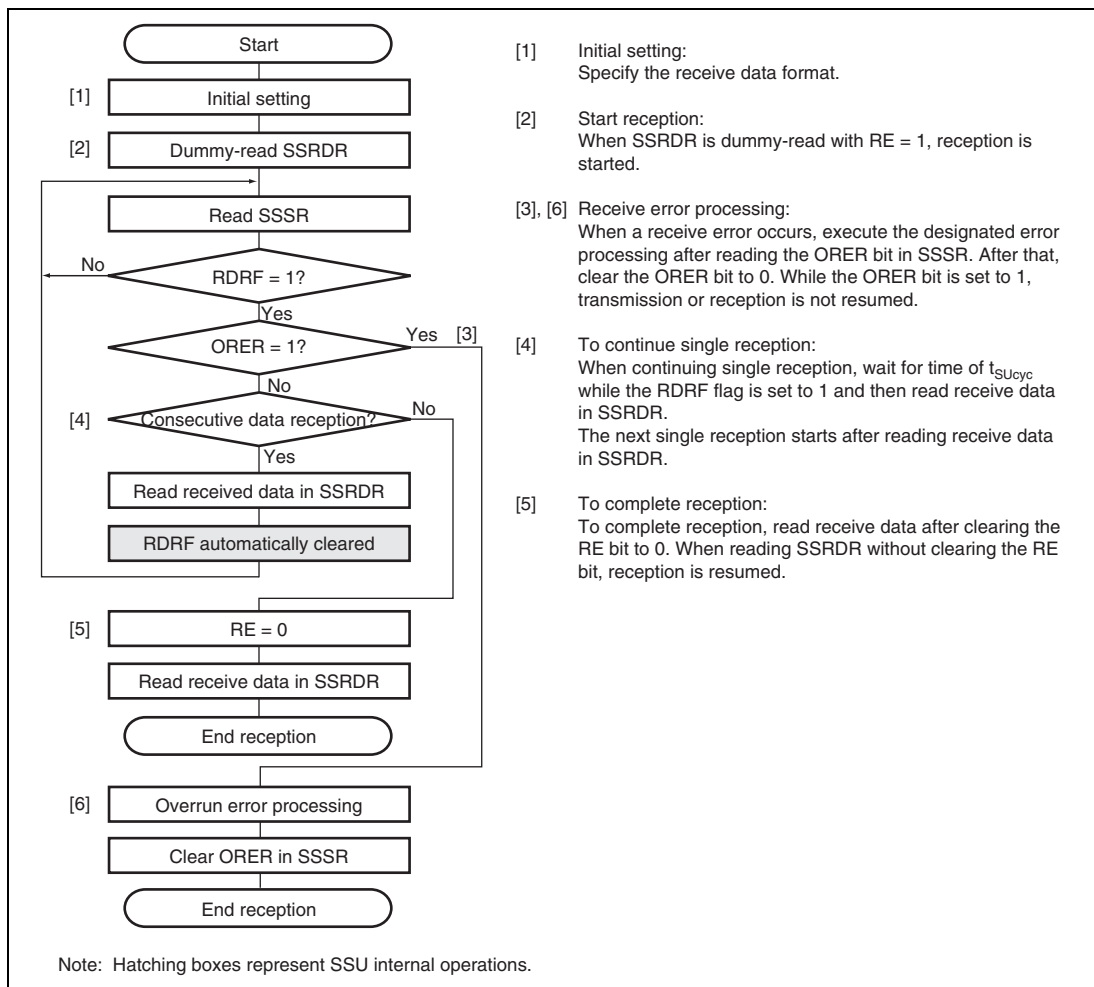 Start
[1] Initial setting
[2] Dummy-read SSRDR
Read SSSR
No
RDRF = 1?
Yes
ORER = 1?
Yes [3]
No
[4] Consecutive data reception?
No
Yes
Read received data in SSRDR
RDRF automatically cleared
[5] RE = 0
Read receive data in SSRDR
End reception
[6] Overrun error processing
Clear ORER in SSSR
End reception
[1] Initial setting:
Specify the receive data format.
[2] Start reception:
When SSRDR is dummy-read with RE = 1, reception is
started.
[3], [6] Receive error processing:
When a receive error occurs, execute the designated error
processing after reading the ORER bit in SSSR. After that,
clear the ORER bit to 0. While the ORER bit is set to 1,
transmission or reception is not resumed.
[4] To continue single reception:
When continuing single reception, wait for time of tSUcyc
while the RDRF flag is set to 1 and then read receive data
in SSRDR.
The next single reception starts after reading receive data
in SSRDR.
[5] To complete reception:
To complete reception, read receive data after clearing the
RE bit to 0. When reading SSRDR without clearing the RE
bit, reception is resumed.
Note: Hatching boxes represent SSU internal operations.